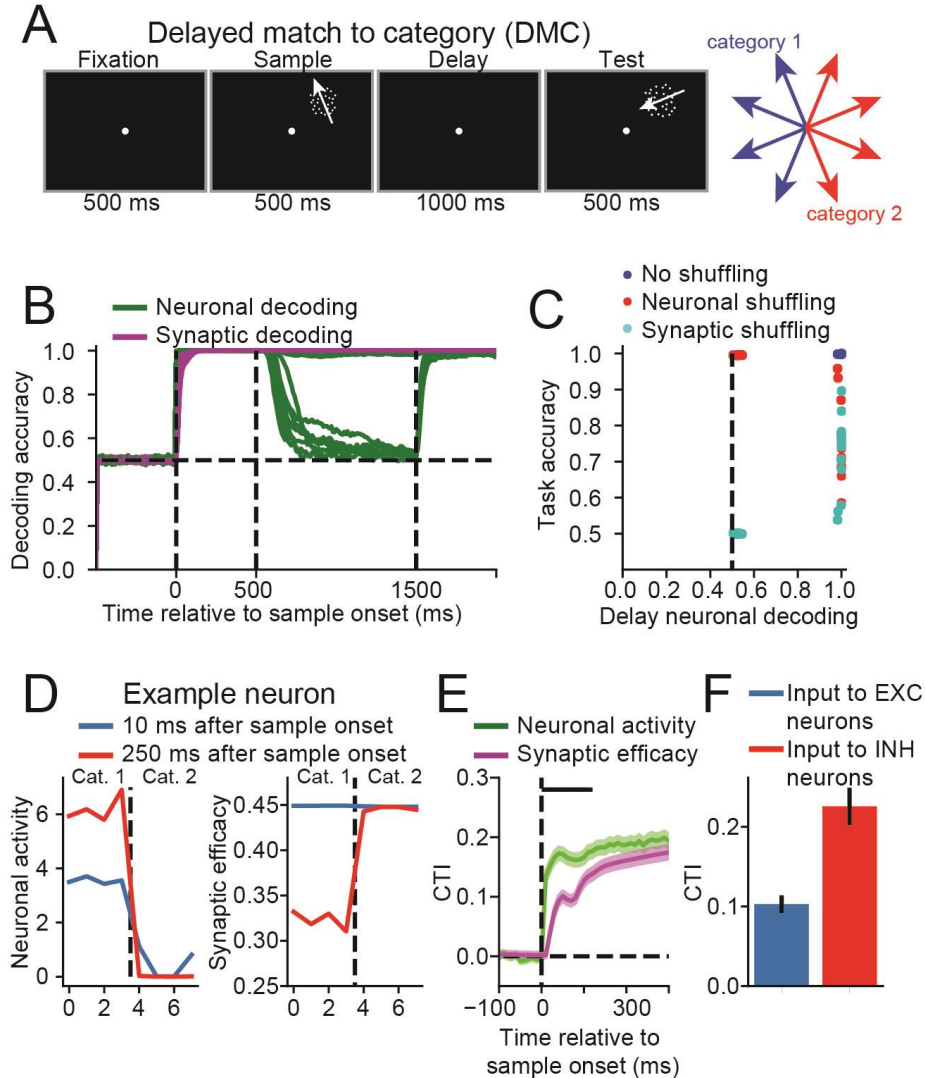 A
Delayed match to category (DMC)
Fixation Sample Delay Test
500 ms 500 ms 1000 ms 500 ms
category 1
category 2
B
Neuronal decoding
Synaptic decoding
Decoding accuracy
1.0
0.8
0.6
0.4
0.2
0.0
0 500 1500
Time relative to sample onset (ms)
C
No shuffling
Neuronal shuffling
Synaptic shuffling
Task accuracy
1.0
0.9
0.8
0.7
0.6
0.5
0.0 0.2 0.4 0.6 0.8 1.0
Delay neuronal decoding
D
Example neuron
10 ms after sample onset
250 ms after sample onset
Cat. 1 Cat. 2
Neuronal activity
6
4
2
0
0 2 4 6
Cat. 1 Cat. 2
Synaptic efficacy
0.45
0.40
0.35
0.30
0.25
0 2 4 6
E
Neuronal activity
Synaptic efficacy
CTI
0.3
0.2
0.1
0.0
−100 0 300
Time relative to
sample onset (ms)
F
Input to EXC
neurons
Input to INH
neurons
CTI
0.2
0.1
0.0